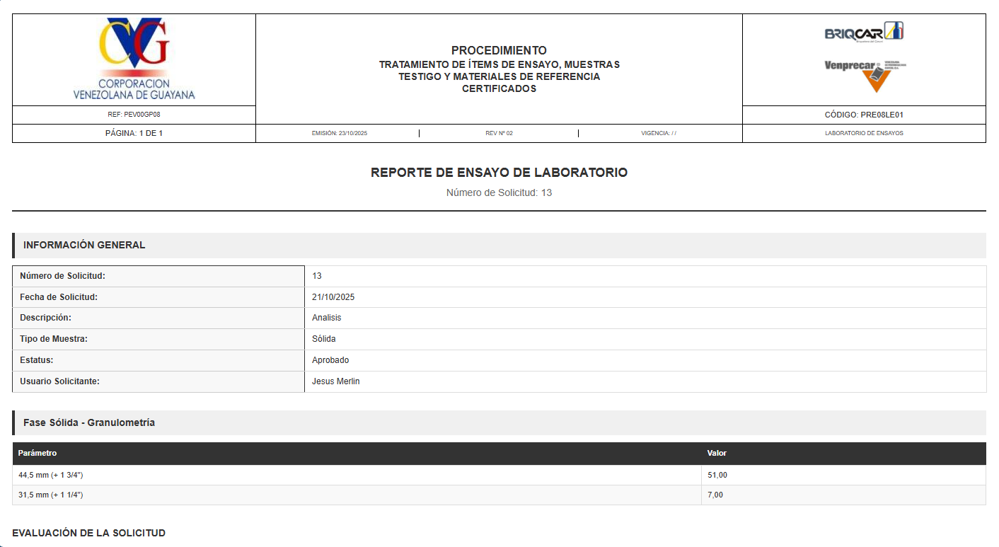 CVG
CORPORACION
VENEZOLANA DE GUAYANA
REF: PEV00GP08
PÁGINA: 1 DE 1
PROCEDIMIENTO
TRATAMIENTO DE ÍTEMS DE ENSAYO, MUESTRAS
TESTIGO Y MATERIALES DE REFERENCIA
CERTIFICADOS
EMISIÓN: 23/10/2025
REV Nº 02
VIGENCIA: / /
BRIQCAR
Venprecar
CÓDIGO: PRE08LE01
LABORATORIO DE ENSAYOS
REPORTE DE ENSAYO DE LABORATORIO
Número de Solicitud: 13
INFORMACIÓN GENERAL
Número de Solicitud: 13
Fecha de Solicitud: 21/10/2025
Descripción: Analisis
Tipo de Muestra: Sólida
Estatus: Aprobado
Usuario Solicitante: Jesus Merlin
Fase Sólida - Granulometría
Parámetro Valor
44,5 mm (+ 1 3/4") 51,00
31,5 mm (+ 1 1/4") 7,00
EVALUACIÓN DE LA SOLICITUD